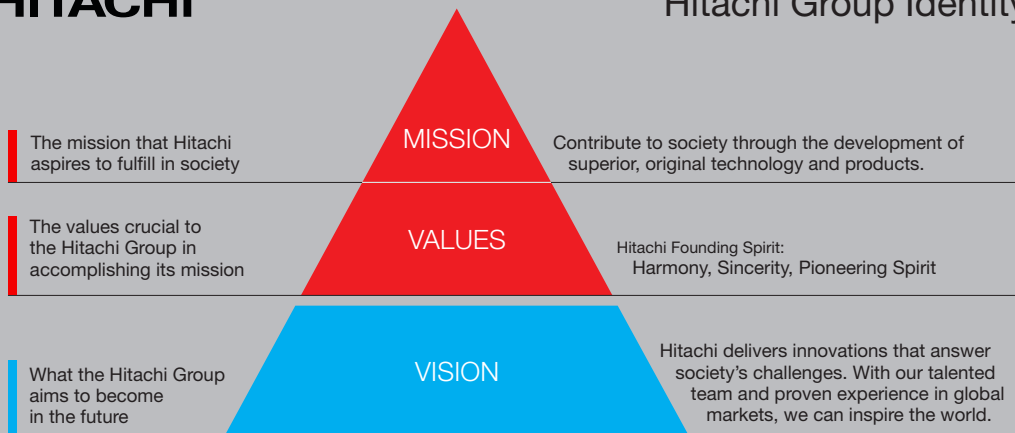 HITACHI
Hitachi Group Identity
The mission that Hitachi
aspires to fulfill in society
MISSION
Contribute to society through the development of
superior, original technology and products.
The values crucial to
the Hitachi Group in
accomplishing its mission
VALUES
Hitachi Founding Spirit:
Harmony, Sincerity, Pioneering Spirit
What the Hitachi Group
aims to become
in the future
VISION
Hitachi delivers innovations that answer
society's challenges. With our talented
team and proven experience in global
markets, we can inspire the world.